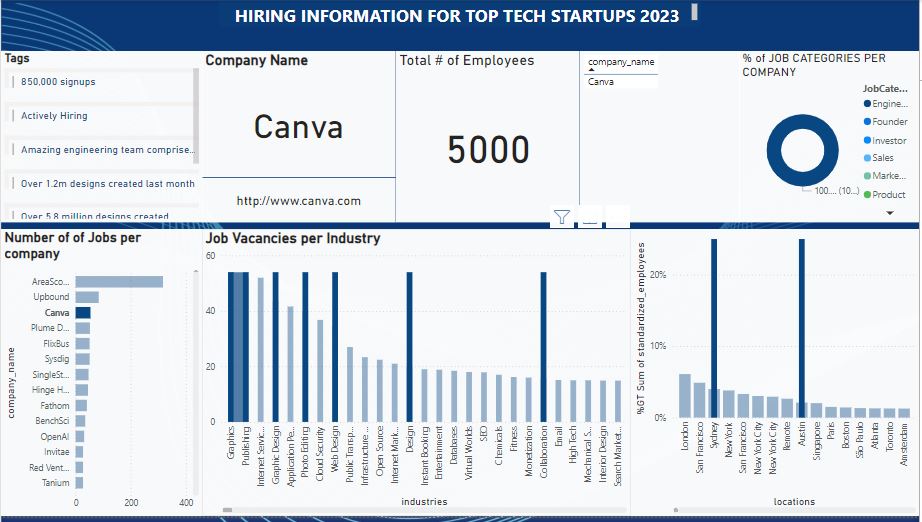 HIRING INFORMATION FOR TOP TECH STARTUPS 2023
Tags
850,000 signups
Actively Hiring
Amazing engineering team comprise...
Over 1.2m designs created last month
Over 5.8 million designs created
Company Name
Canva
http://www.canva.com
Total # of Employees
5000
company_name
Canva
% of JOB CATEGORIES PER
COMPANY
JobCate...
Engine...
Founder
Investor
Sales
Marke...
Product
100.... (10...)
Number of of Jobs per
company
company_name
AreaSco...
Upbound
Canva
Plume D...
FlixBus
Sysdig
SingleSt...
Hinge H...
Fathom
BenchSci
OpenAI
Invitae
Red Vent...
Tanium
0 200 400
Job Vacancies per Industry
60
40
20
0
Graphics
Publishing
Internet Servic...
Graphic Design
Application Pe...
Photo Editing
Cloud Security
Web Design
Public Transp...
Infrastructure ...
Open Source
Internet Mark...
Design
Instant Booking
Entertainment
Databases
Virtual Worlds
SEO
Chemicals
Fitness
Monetization
Collaboration
Email
High Tech
Mechanical S...
Interior Design
Search Market...
industries
%GT Sum of standardized_employees
20%
10%
0%
London
San Francisco
Sydney
New York
San Francisco
New York City
New York City
Remote
Austin
Singapore
Paris
Boston
São Paulo
Atlanta
Toronto
Amsterdam
locations